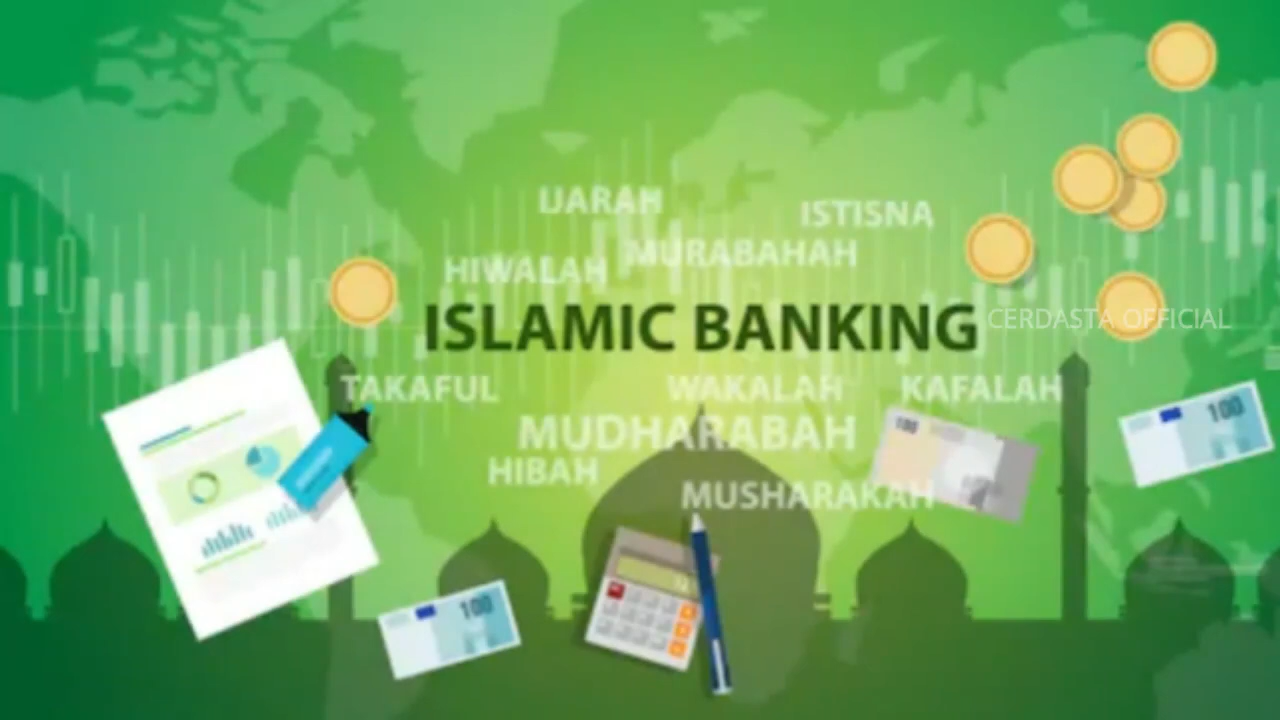 IJARAH
ISTISNA
MURABAHAH
HIWALAH
ISLAMIC BANKING
CERDASTA OFFICIAL
TAKAFUL
WAKALAH
KAFALAH
MUDHARABAH
HIBAH
MUSHARAKAH
100
100
100